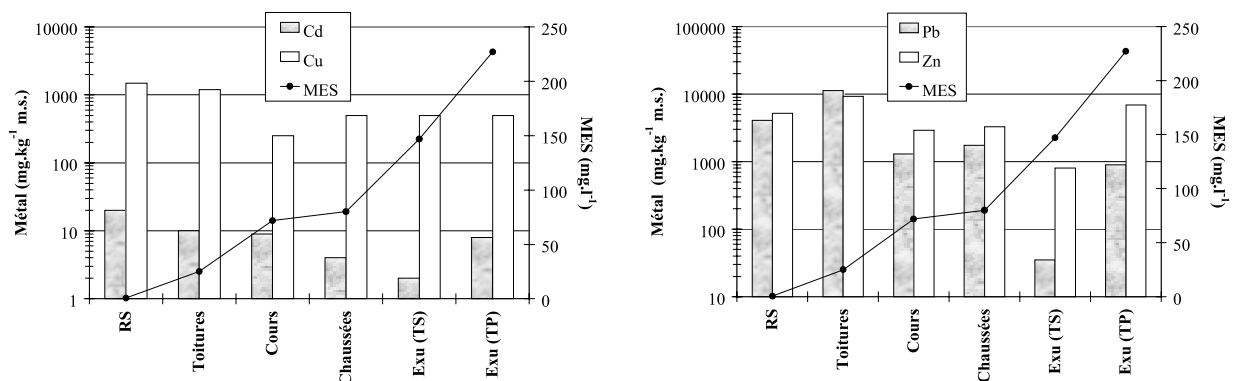 10000
1000
100
10
1
Métal (mg.kg⁻¹ m.s.)
Cd
Cu
MES
250
200
150
100
50
0
MES (mg.l⁻¹)
RS
Toitures
Cours
Chaussées
Exu (TS)
Exu (TP)
100000
10000
1000
100
10
Métal (mg.kg⁻¹ m.s.)
Pb
Zn
MES
250
200
150
100
50
0
MES (mg.l⁻¹)
RS
Toitures
Cours
Chaussées
Exu (TS)
Exu (TP)